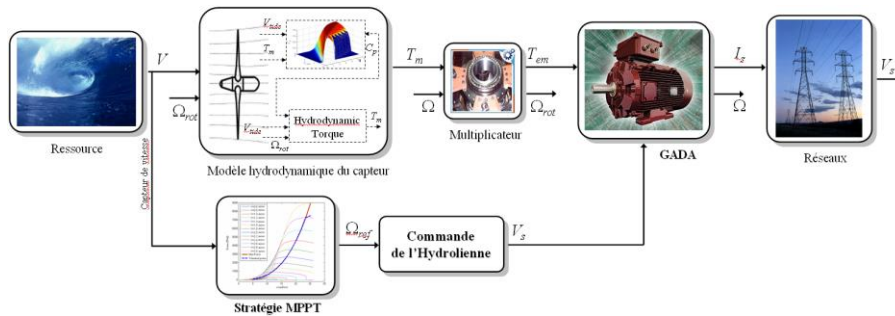 V
Ω_rot
V_tide
T_m
C_p
V_tide
Ω_rot
Hydrodynamic
Torque
T_m
T_m
Ω
T_em
Ω_rot
I_s
Ω
V_s
Ressource
Modèle hydrodynamique du capteur
Multiplicateur
GADA
Réseaux
Capteur de vitesse
Ω_ref
Commande
de l'Hydrolienne
V_s
Stratégie MPPT